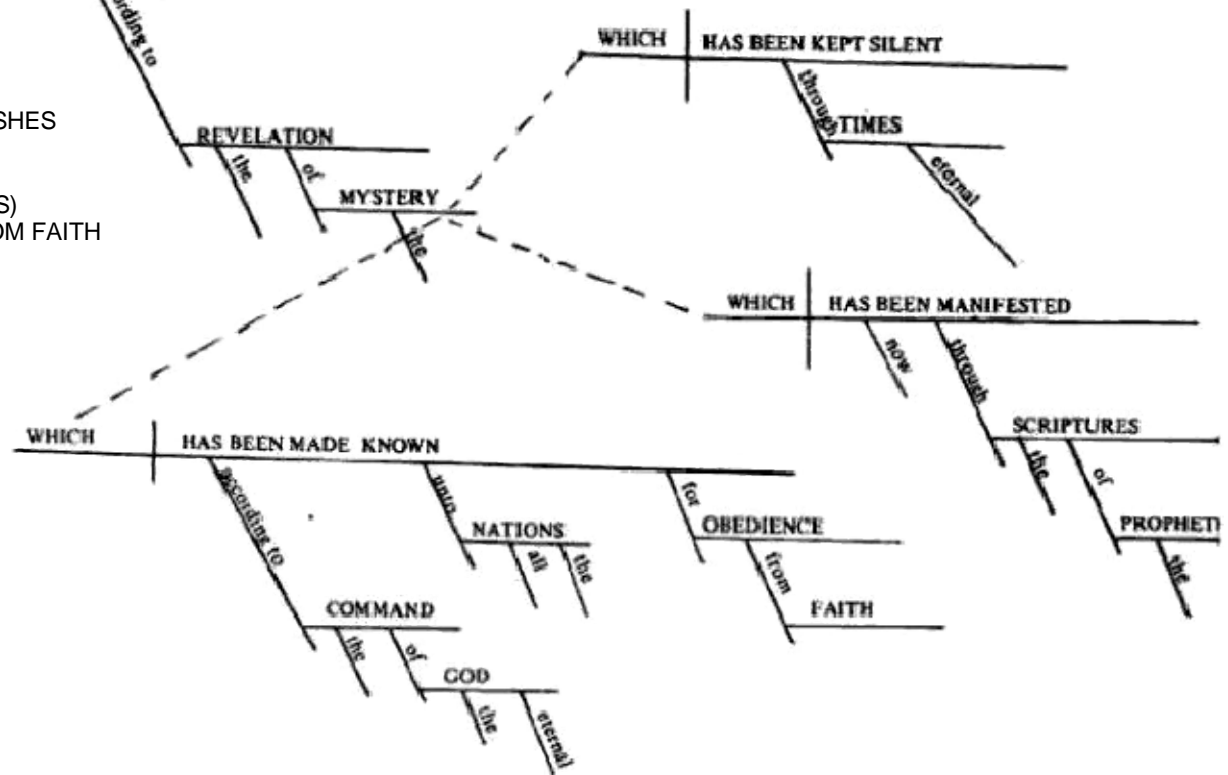 SHES
S)
OM FAITH
ording to
REVELATION
the
of
MYSTERY
the
WHICH
HAS BEEN KEPT SILENT
through
TIMES
eternal
WHICH
HAS BEEN MANIFESTED
now
through
SCRIPTURES
the
of
PROPHET
the
WHICH
HAS BEEN MADE KNOWN
according to
COMMAND
the
of
GOD
the
eternal
unto
NATIONS
all
the
for
OBEDIENCE
from
FAITH